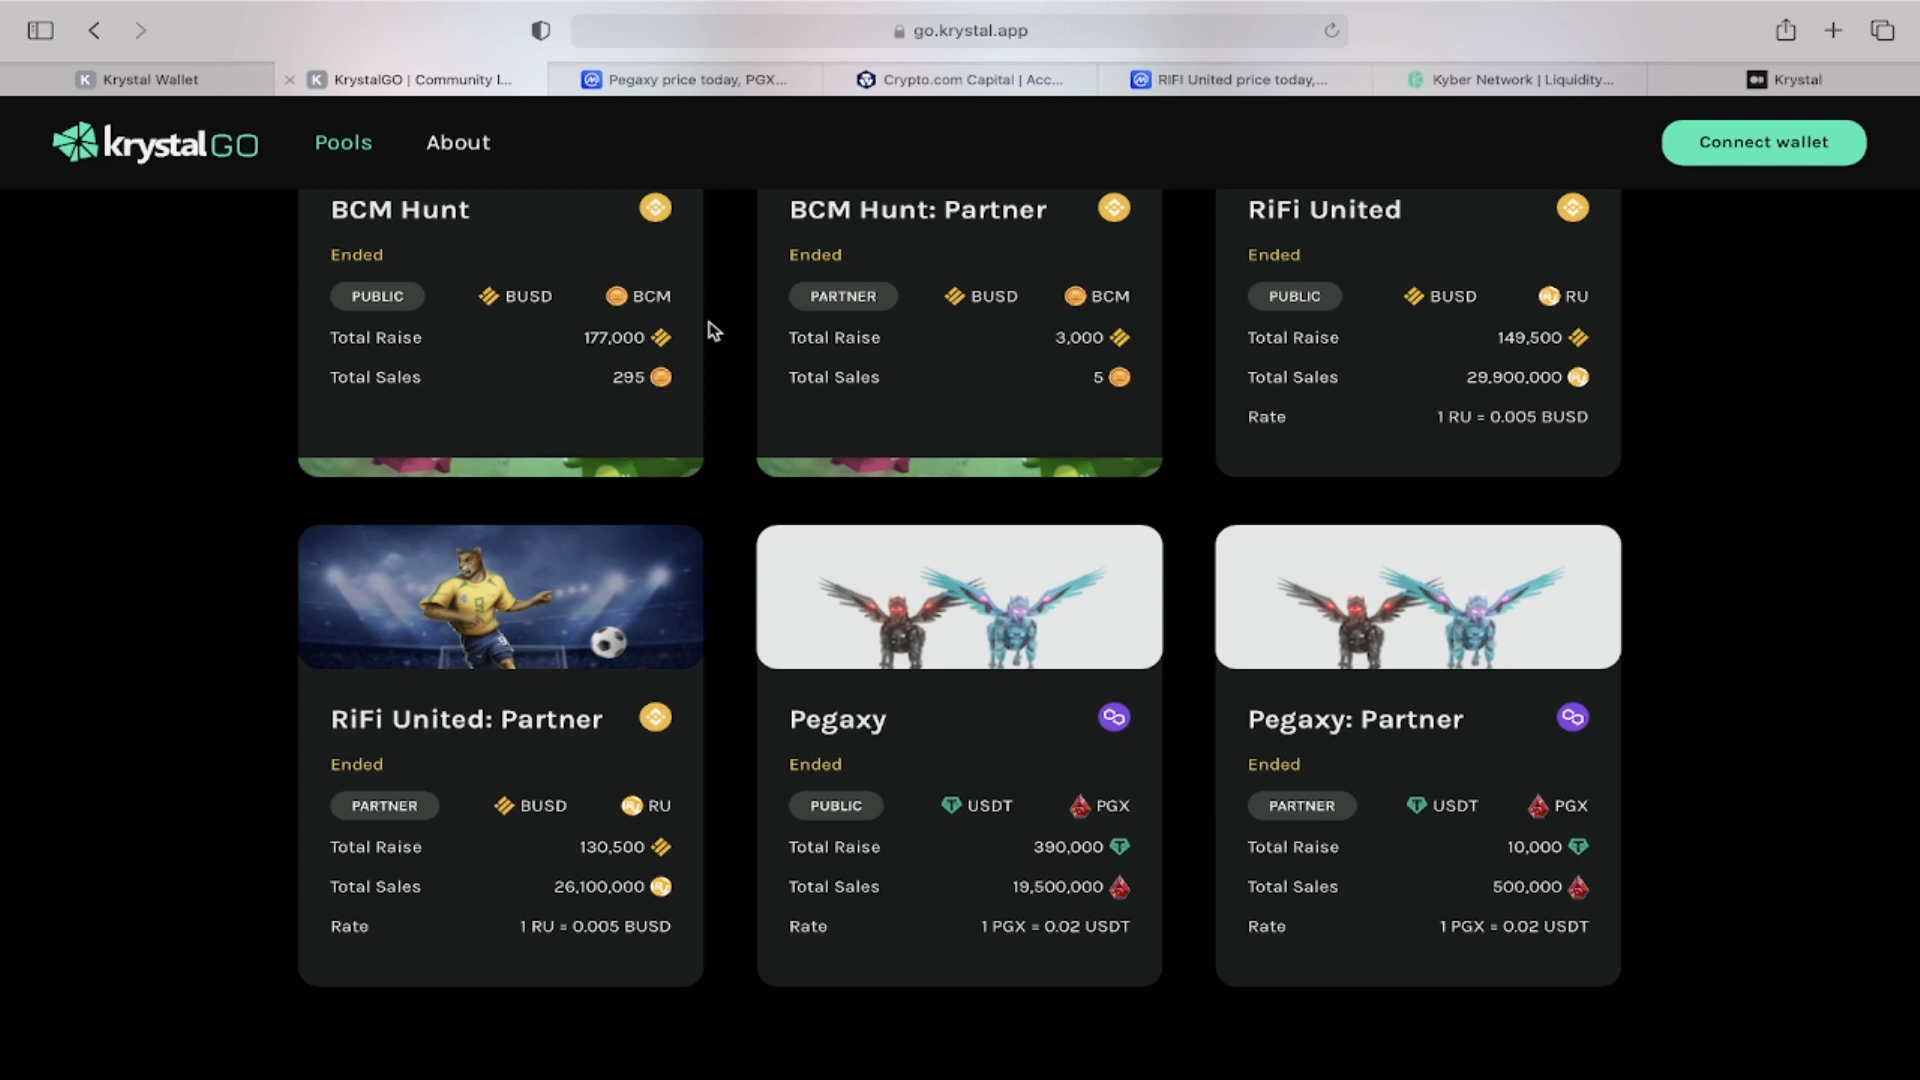 go.krystal.app
Krystal Wallet
KrystalGO | Community I...
Pegaxy price today, PGX...
Crypto.com Capital | Acc...
RIFI United price today,...
Kyber Network | Liquidity...
Krystal
krystal GO
Pools
About
Connect wallet
BCM Hunt
Ended
PUBLIC BUSD BCM
Total Raise 177,000
Total Sales 295
BCM Hunt: Partner
Ended
PARTNER BUSD BCM
Total Raise 3,000
Total Sales 5
RiFi United
Ended
PUBLIC BUSD RU
Total Raise 149,500
Total Sales 29,900,000
Rate 1 RU = 0.005 BUSD
RiFi United: Partner
Ended
PARTNER BUSD RU
Total Raise 130,500
Total Sales 26,100,000
Rate 1 RU = 0.005 BUSD
Pegaxy
Ended
PUBLIC USDT PGX
Total Raise 390,000
Total Sales 19,500,000
Rate 1 PGX = 0.02 USDT
Pegaxy: Partner
Ended
PARTNER USDT PGX
Total Raise 10,000
Total Sales 500,000
Rate 1 PGX = 0.02 USDT